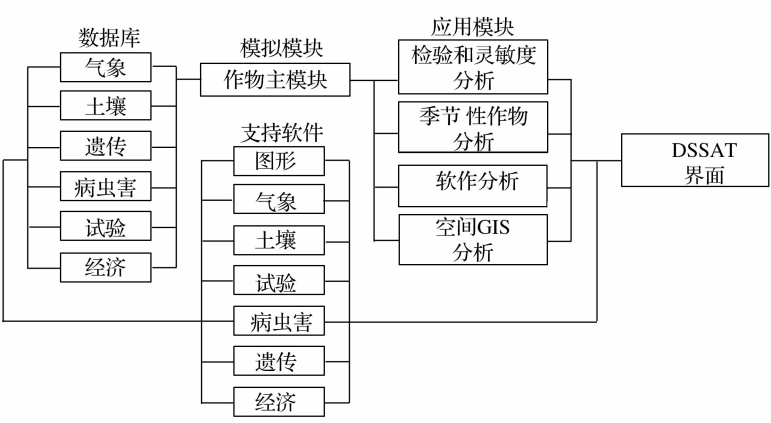 数据库
气象
土壤
遗传
病虫害
试验
经济
模拟模块
作物主模块
支持软件
图形
气象
土壤
试验
病虫害
遗传
经济
应用模块
检验和灵敏度
分析
季节 性作物
分析
软作分析
空间GIS
分析
DSSAT
界面